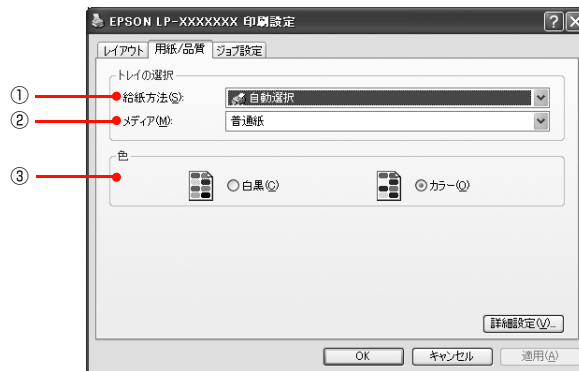 EPSON LP-XXXXXXX 印刷設定
レイアウト 用紙/品質 ジョブ設定
トレイの選択
① 給紙方法(S): 自動選択
② メディア(M): 普通紙
色
③ 白黒(C) カラー(O)
詳細設定(V)...
OK キャンセル 適用(A)